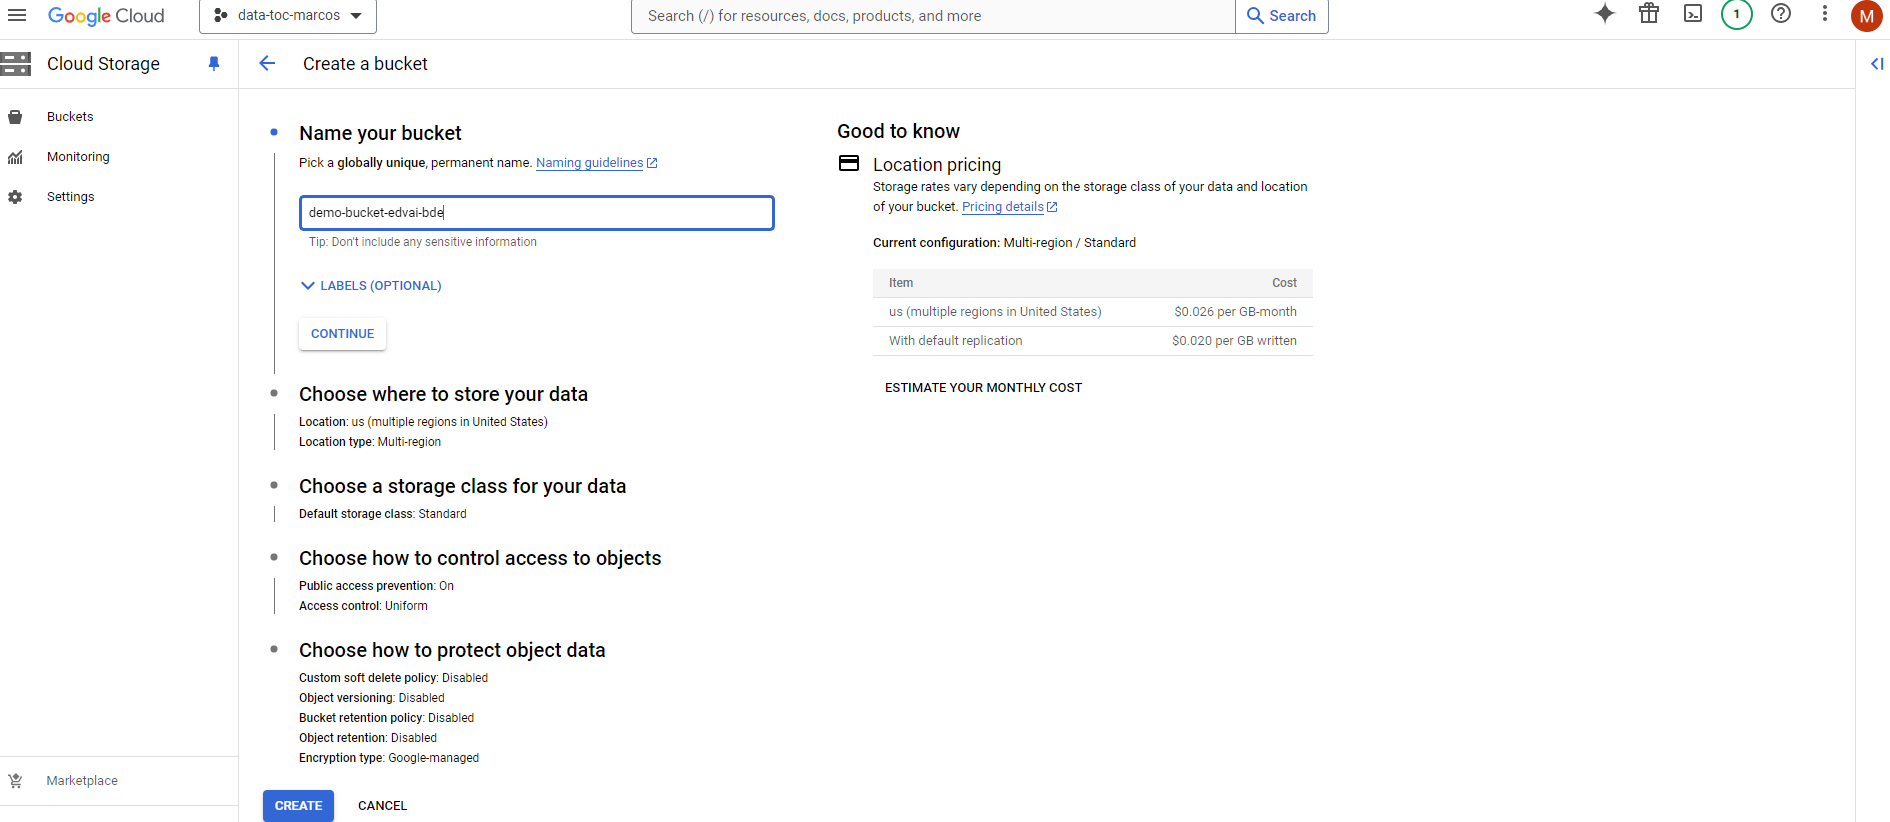 Google Cloud
data-toc-marcos
Search (/) for resources, docs, products, and more
Search
1
M
Cloud Storage
Create a bucket
Buckets
Monitoring
Settings
Marketplace
Name your bucket
Pick a globally unique, permanent name. Naming guidelines
demo-bucket-edvai-bde
Tip: Don't include any sensitive information
LABELS (OPTIONAL)
CONTINUE
Choose where to store your data
Location: us (multiple regions in United States)
Location type: Multi-region
Choose a storage class for your data
Default storage class: Standard
Choose how to control access to objects
Public access prevention: On
Access control: Uniform
Choose how to protect object data
Custom soft delete policy: Disabled
Object versioning: Disabled
Bucket retention policy: Disabled
Object retention: Disabled
Encryption type: Google-managed
CREATE
CANCEL
Good to know
Location pricing
Storage rates vary depending on the storage class of your data and location
of your bucket. Pricing details
Current configuration: Multi-region / Standard
Item Cost
us (multiple regions in United States) $0.026 per GB-month
With default replication $0.020 per GB written
ESTIMATE YOUR MONTHLY COST